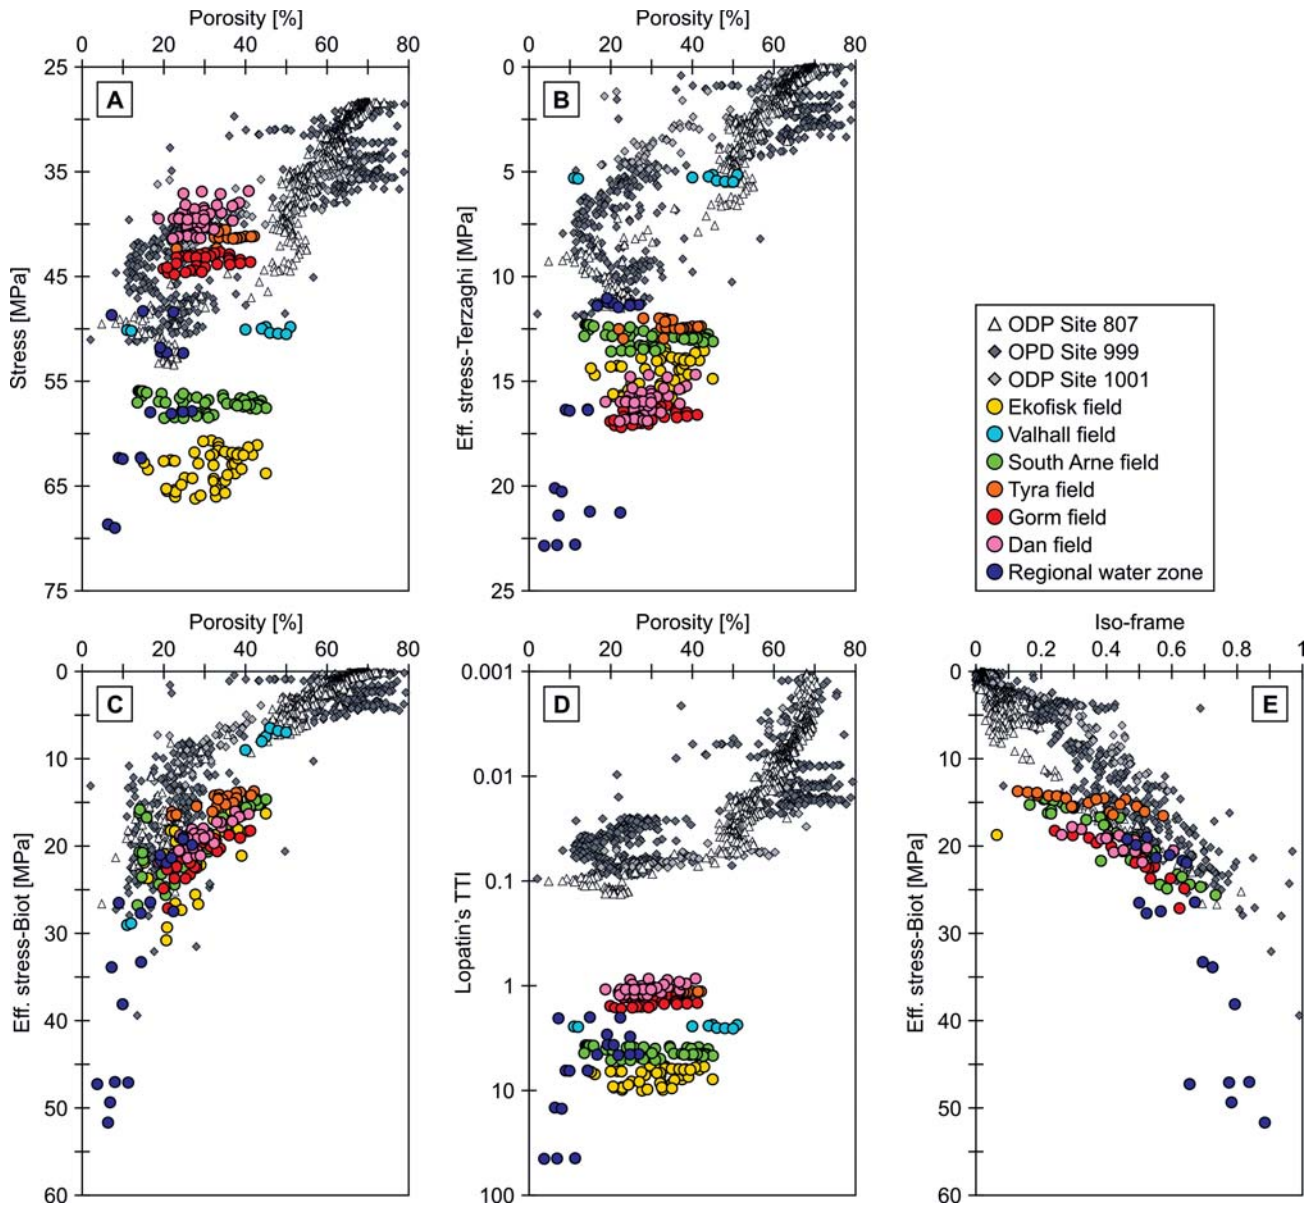 Porosity [%]
0 20 40 60 80
25
35
45
55
65
75
Stress [MPa]
A
Porosity [%]
0 20 40 60 80
0
5
10
15
20
25
Eff. stress-Terzaghi [MPa]
B
ODP Site 807
OPD Site 999
ODP Site 1001
Ekofisk field
Valhall field
South Arne field
Tyra field
Gorm field
Dan field
Regional water zone
Porosity [%]
0 20 40 60 80
0
10
20
30
40
50
60
Eff. stress-Biot [MPa]
C
Porosity [%]
0 20 40 60 80
0.001
0.01
0.1
1
10
100
Lopatin's TTI
D
Iso-frame
0 0.2 0.4 0.6 0.8 1
0
10
20
30
40
50
60
Eff. stress-Biot [MPa]
E